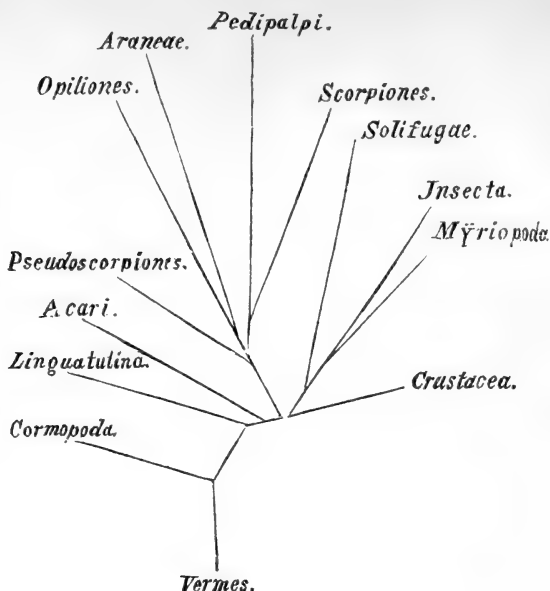 Pedipalpi.
Araneae.
Opiliones.
Scorpiones.
Solifugae.
Jnsecta.
Mÿriopoda.
Pseudoscorpiones.
Acari.
Linguatulina.
Crustacea.
Cormopoda.
Vermes.